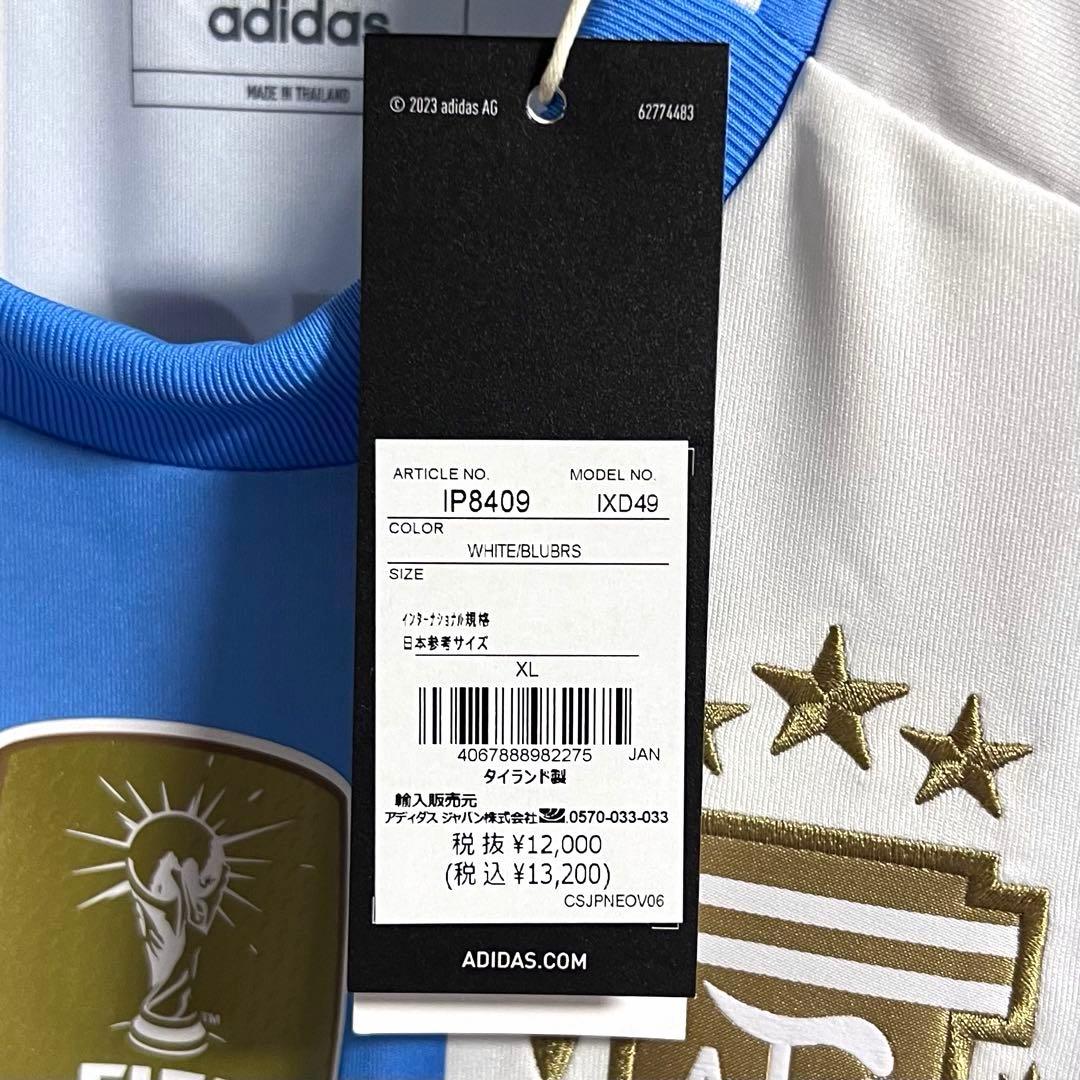 adidas
MADE IN THAILAND
© 2023 adidas AG 62774483
ARTICLE NO. MODEL NO.
IP8409 IXD49
COLOR
WHITE/BLUBRS
SIZE
インターナショナル規格
日本参考サイズ
XL
4067888982275 JAN
タイランド製
輸入販売元
アディダス ジャパン株式会社 .0570-033-033
税抜 ¥12,000
(税込 ¥13,200)
CSJPNEOV06
ADIDAS.COM
TM